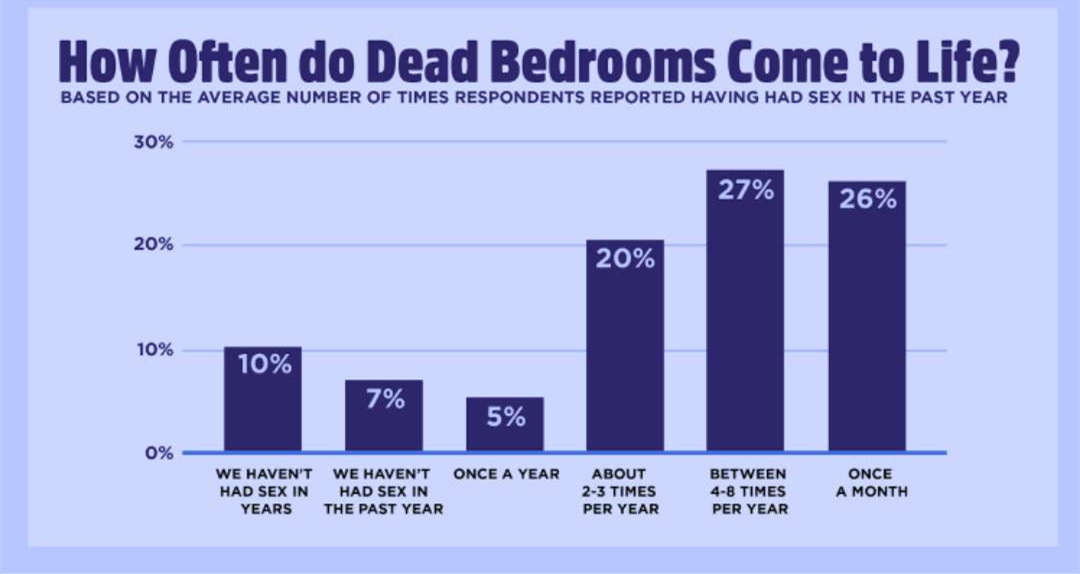 How Often do Dead Bedrooms Come to Life?
BASED ON THE AVERAGE NUMBER OF TIMES RESPONDENTS REPORTED HAVING HAD SEX IN THE PAST YEAR
30%
20%
10%
0%
10%
7%
5%
20%
27%
26%
WE HAVEN'T
HAD SEX IN
YEARS
WE HAVEN'T
HAD SEX IN
THE PAST YEAR
ONCE A YEAR
ABOUT
2-3 TIMES
PER YEAR
BETWEEN
4-8 TIMES
PER YEAR
ONCE
A MONTH